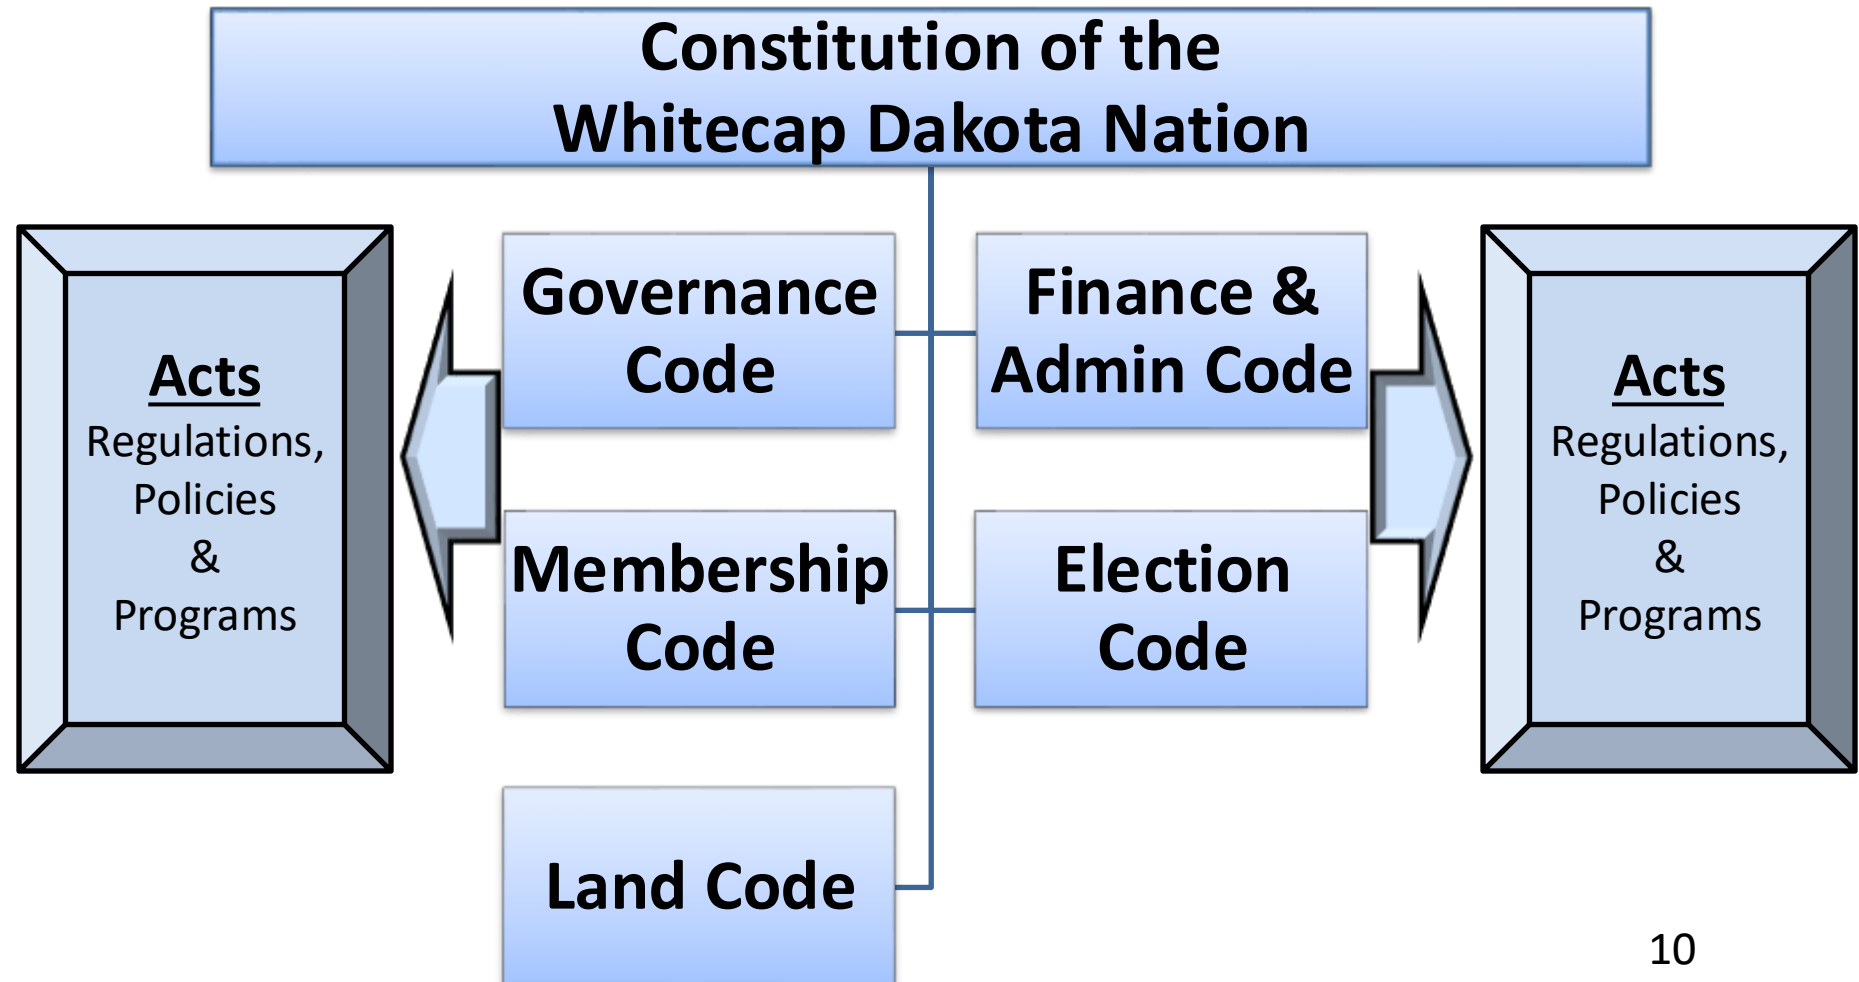 Constitution of the
Whitecap Dakota Nation
Acts
Regulations,
Policies
&
Programs
Governance
Code
Finance &
Admin Code
Membership
Code
Election
Code
Land Code
Acts
Regulations,
Policies
&
Programs
10